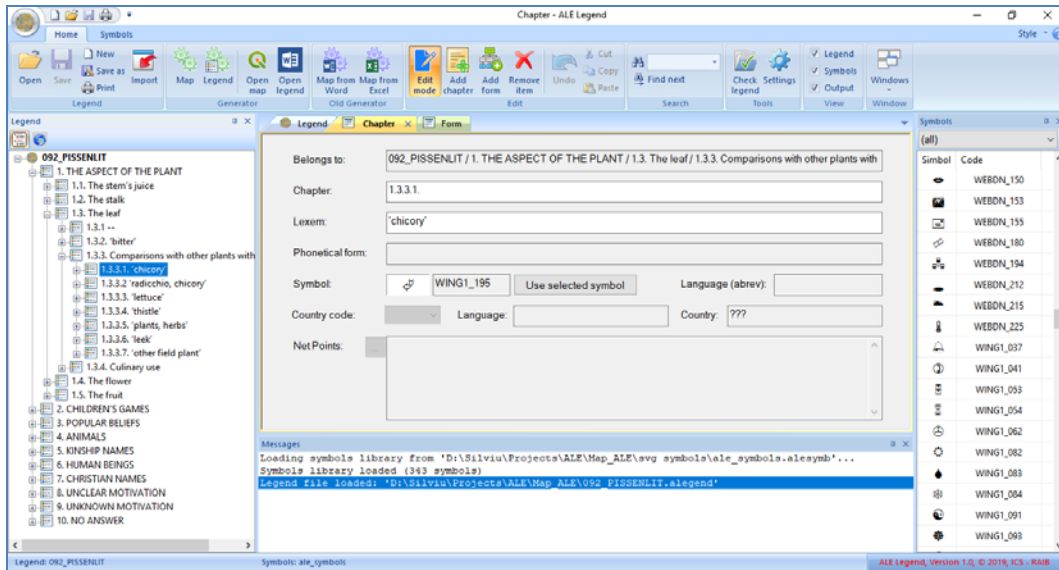 Chapter - ALE Legend
Home Symbols Style
Open Save New Save as Print Import
Legend
Map Legend Open map Open legend
Generator
Map from Word Map from Excel
Old Generator
Edit mode Add chapter Add form Remove item Undo Cut Copy Paste
Edit
Find next
Search
Check legend Settings
Tools
Legend Symbols Output
View
Windows
Window
Legend
092_PISSENLIT
1. THE ASPECT OF THE PLANT
1.1. The stem's juice
1.2. The stalk
1.3. The leaf
1.3.1 --
1.3.2. 'bitter'
1.3.3. Comparisons with other plants with
1.3.3.1. 'chicory'
1.3.3.2 'radicchio, chicory'
1.3.3.3. 'lettuce'
1.3.3.4. 'thistle'
1.3.3.5. 'plants, herbs'
1.3.3.6. 'leek'
1.3.3.7. 'other field plant'
1.3.4. Culinary use
1.4. The flower
1.5. The fruit
2. CHILDREN'S GAMES
3. POPULAR BELIEFS
4. ANIMALS
5. KINSHIP NAMES
6. HUMAN BEINGS
7. CHRISTIAN NAMES
8. UNCLEAR MOTIVATION
9. UNKNOWN MOTIVATION
10. NO ANSWER
Legend Chapter Form
Belongs to: 092_PISSENLIT / 1. THE ASPECT OF THE PLANT / 1.3. The leaf / 1.3.3. Comparisons with other plants with
Chapter: 1.3.3.1.
Lexem: 'chicory'
Phonetical form:
Symbol: WING1_195 Use selected symbol Language (abrev):
Country code: Language: Country: ???
Net Points: ...
Messages
Loading symbols library from 'D:\Silviu\Projects\ALE\Map_ALE\svg symbols\ale_symbols.alesymb'...
Symbols library loaded (343 symbols)
Legend file loaded: 'D:\Silviu\Projects\ALE\Map_ALE\092_PISSENLIT.alegend'
Symbols
(all)
Simbol Code
WEBDN_150
WEBDN_153
WEBDN_155
WEBDN_180
WEBDN_194
WEBDN_212
WEBDN_215
WEBDN_225
WING1_037
WING1_041
WING1_053
WING1_054
WING1_062
WING1_082
WING1_083
WING1_084
WING1_091
WING1_093
Legend: 092_PISSENLIT Symbols: ale_symbols ALE Legend, Version 1.0, © 2019, ICS - RAIB